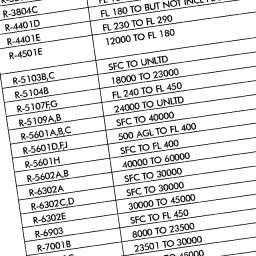 R-3804C
R-4401D FL 180 TO BUT NOT
R-4401E FL 230 TO FL 290
R-4501E 12000 TO FL 180
R-5103B,C SFC TO UNLTD
R-5104B 18000 TO 23000
R-5107F,G FL 240 TO FL 450
R-5109A,B 24000 TO UNLTD
R-5601A,B,C SFC TO 40000
R-5601D,F,J 500 AGL TO FL 400
R-5601H SFC TO FL 400
R-5602A,B 40000 TO 60000
R-6302A SFC TO 30000
R-6302C,D SFC TO 30000
R-6302E 30000 TO 45000
R-6903 SFC TO FL 450
R-7001B 8000 TO 23500
23501 TO 30000
TO 45000